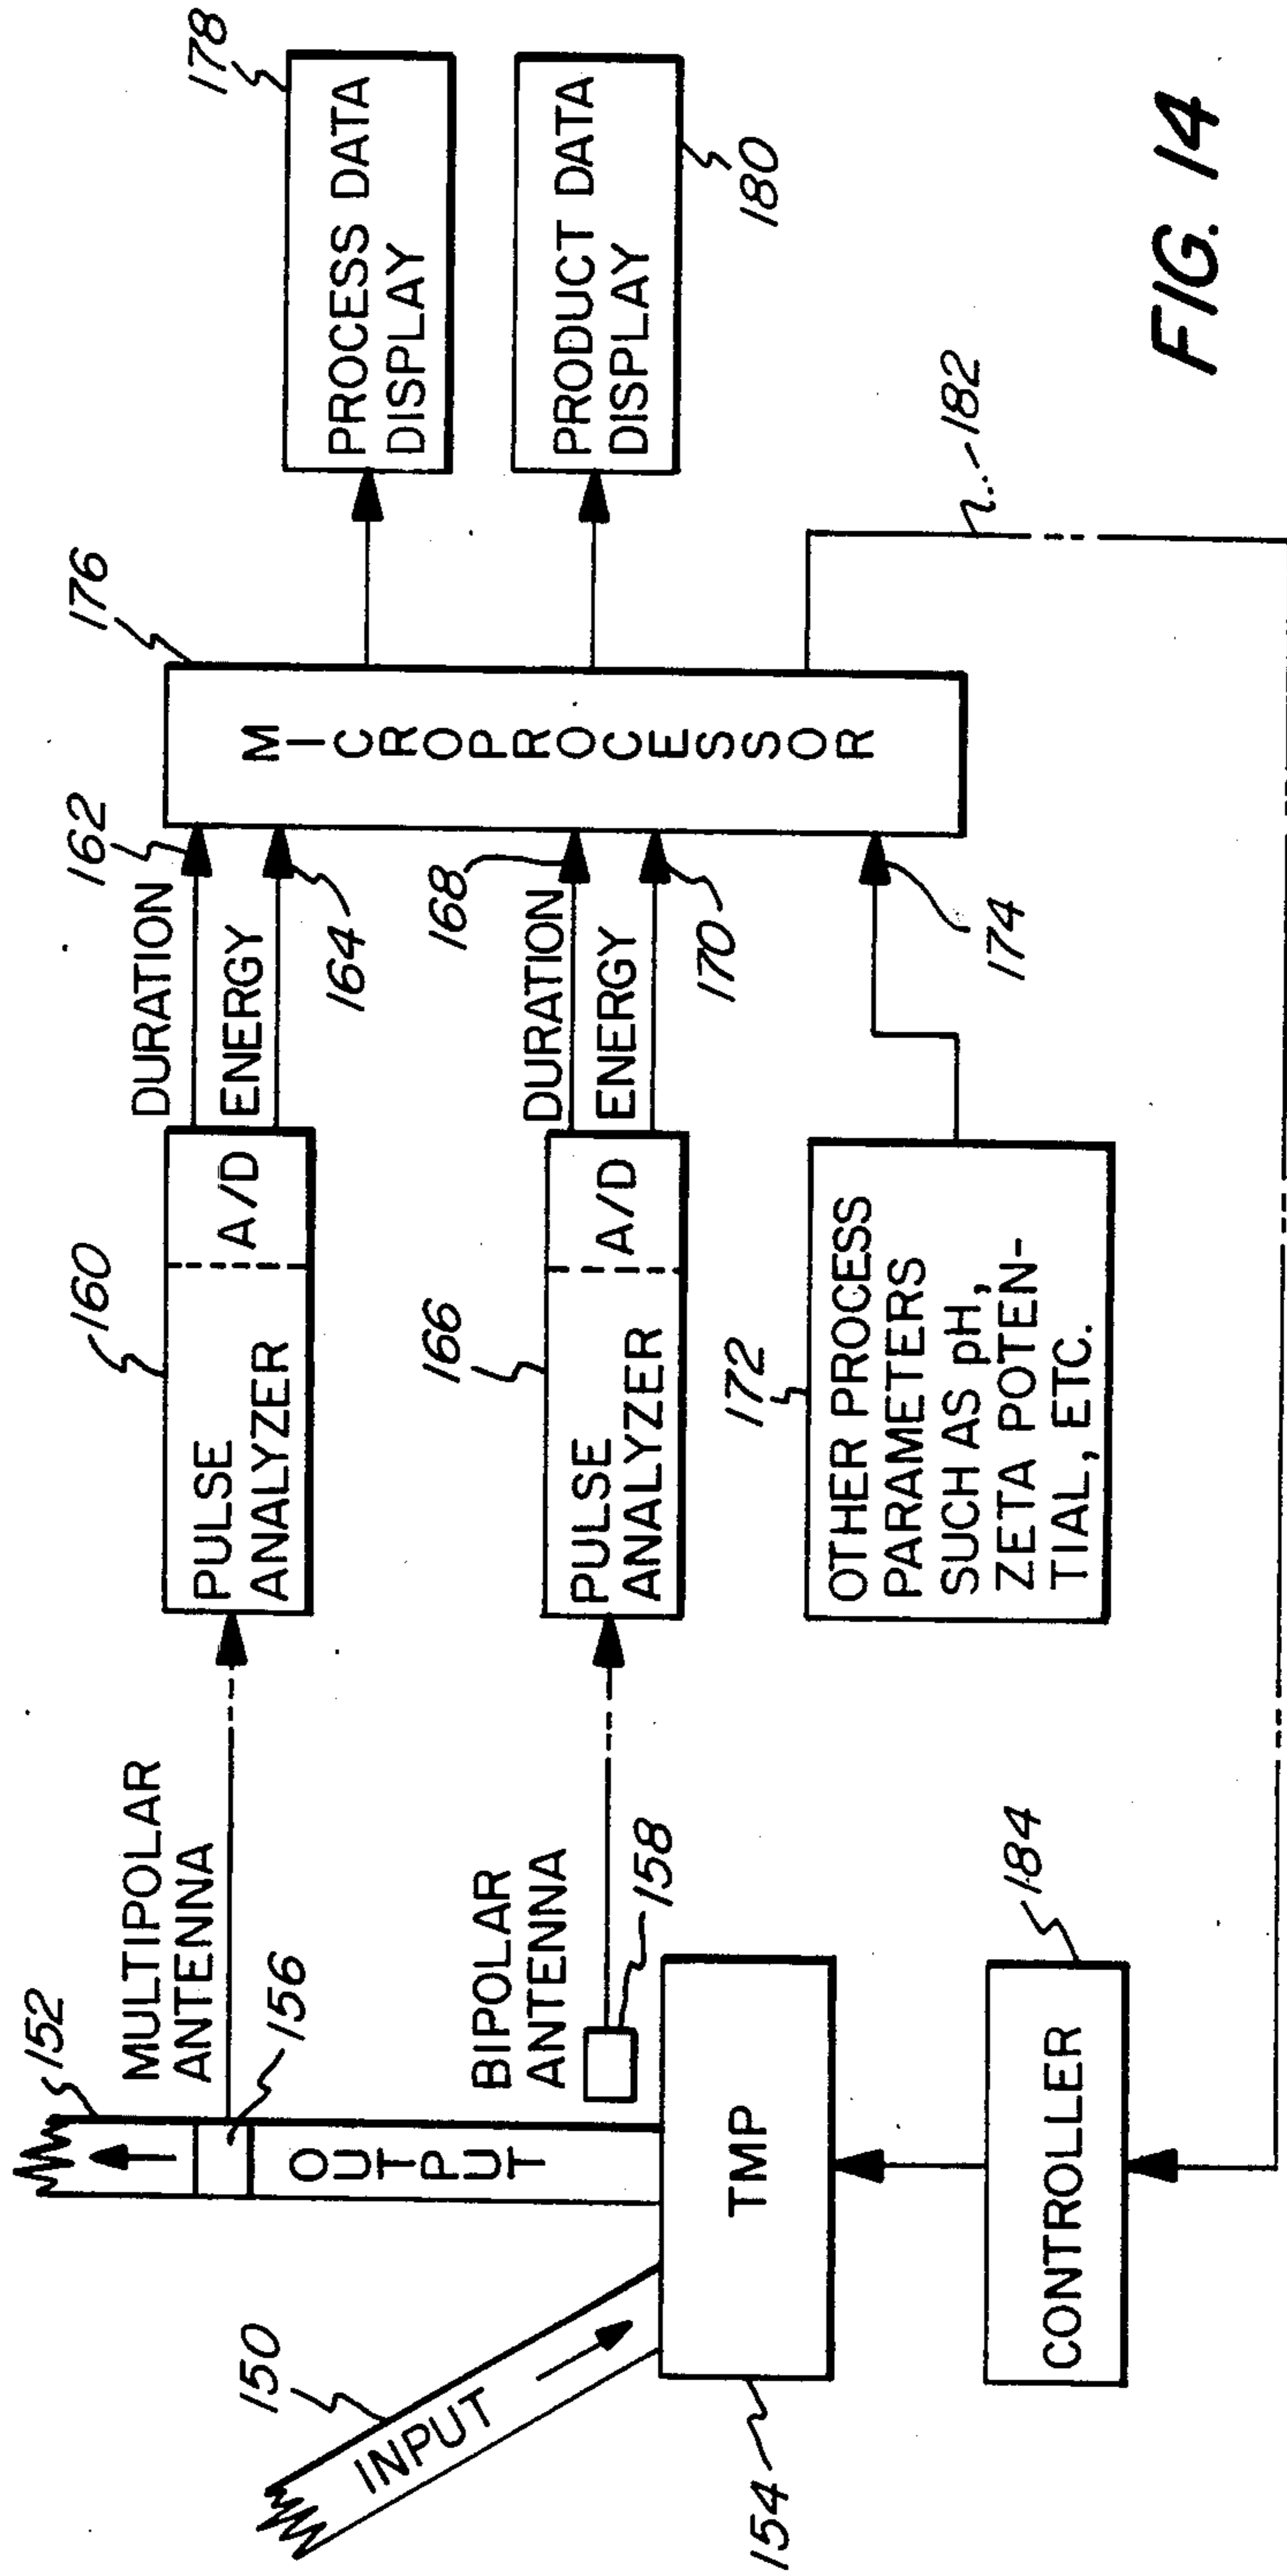 150
INPUT
152
OUTPUT
MULTIPOLAR
ANTENNA
156
BIPOLAR
ANTENNA
158
TMP
154
CONTROLLER
184
160
PULSE
ANALYZER
A/D
DURATION
162
ENERGY
164
166
PULSE
ANALYZER
A/D
DURATION
168
ENERGY
170
172
OTHER PROCESS
PARAMETERS
SUCH AS pH,
ZETA POTEN-
TIAL, ETC.
174
176
MICROPROCESSOR
178
PROCESS DATA
DISPLAY
PRODUCT DATA
DISPLAY
180
182
FIG. 14